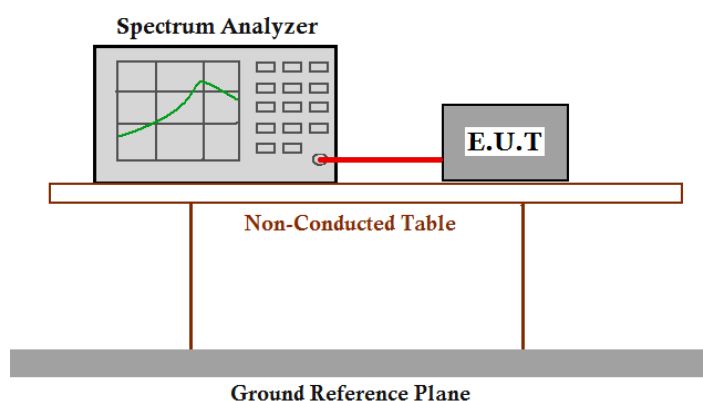 Spectrum Analyzer
E.U.T
Non-Conducted Table
Ground Reference Plane